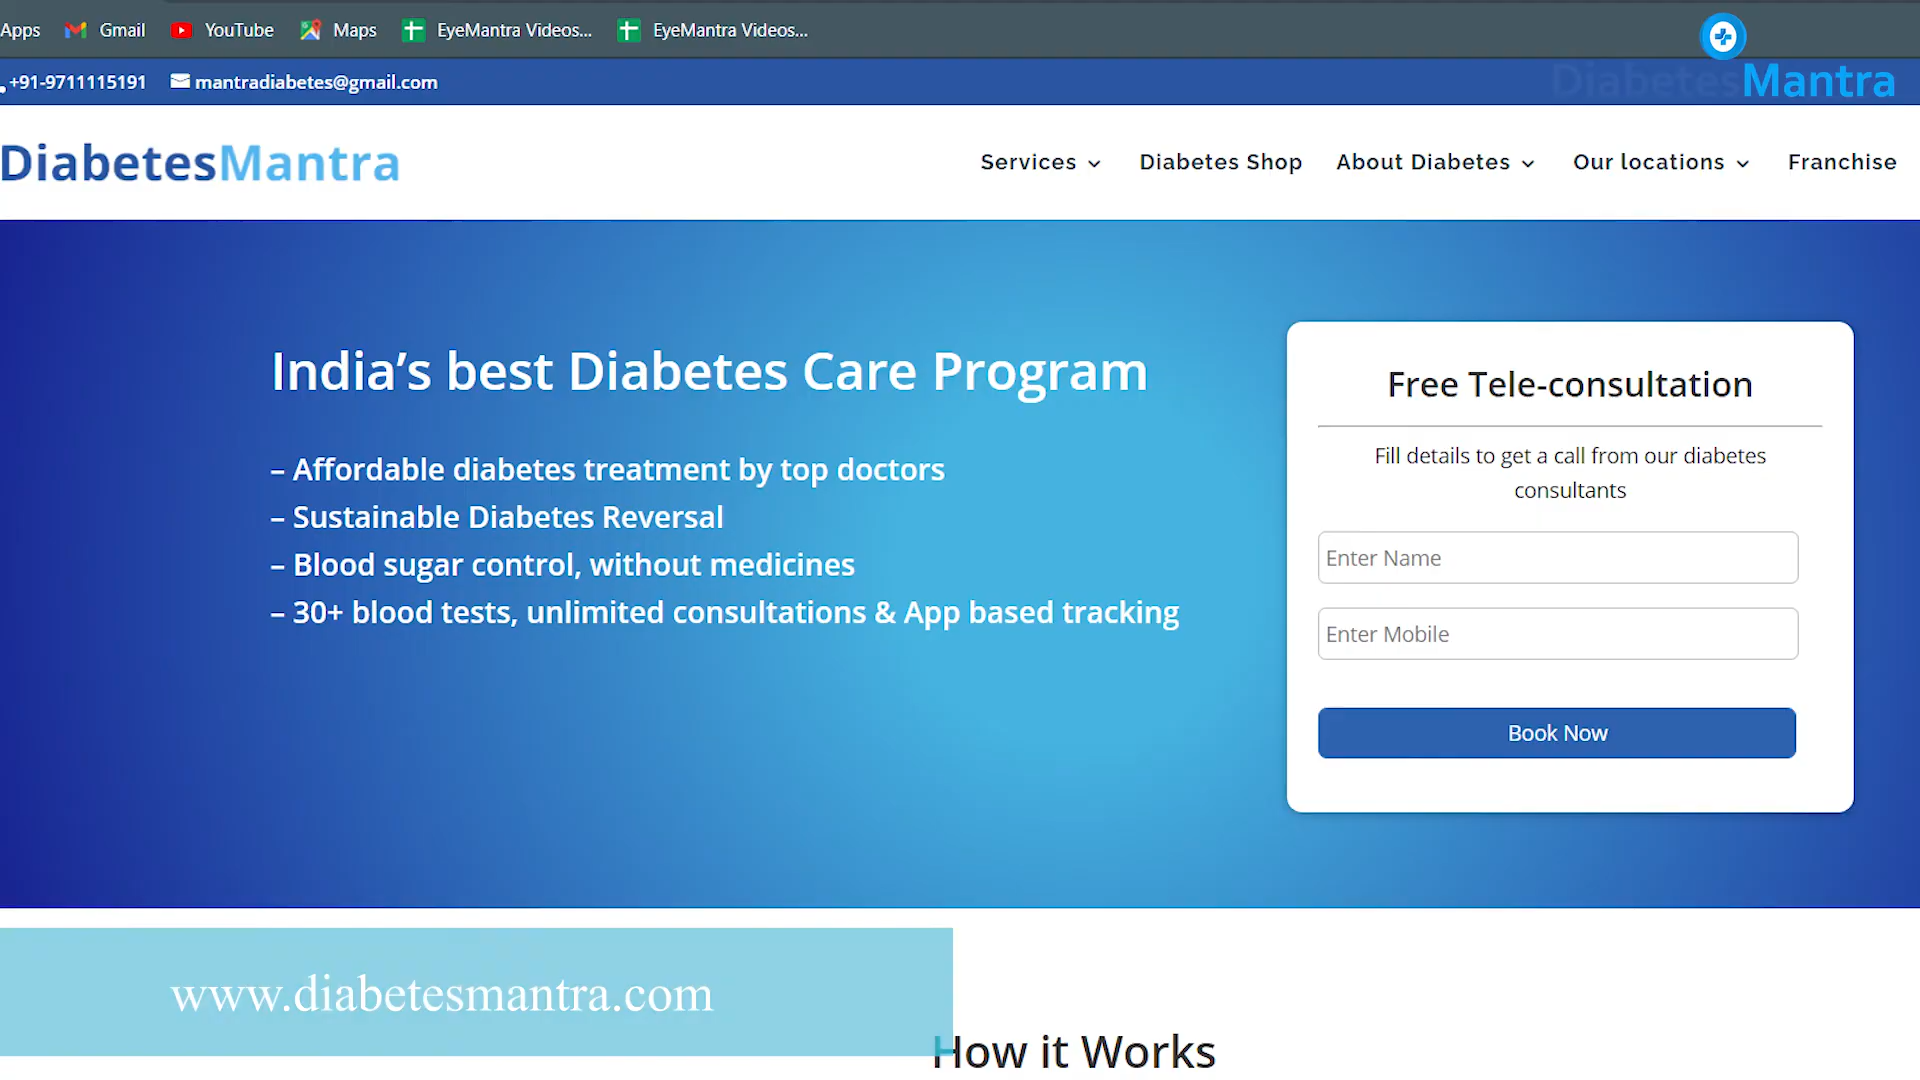 Apps Gmail YouTube Maps EyeMantra Videos... EyeMantra Videos...
+91-9711115191 mantradiabetes@gmail.com
DiabetesMantra
DiabetesMantra
Services Diabetes Shop About Diabetes Our locations Franchise
India’s best Diabetes Care Program
– Affordable diabetes treatment by top doctors
– Sustainable Diabetes Reversal
– Blood sugar control, without medicines
– 30+ blood tests, unlimited consultations & App based tracking
Free Tele-consultation
Fill details to get a call from our diabetes
consultants
Enter Name
Enter Mobile
Book Now
www.diabetesmantra.com
How it Works